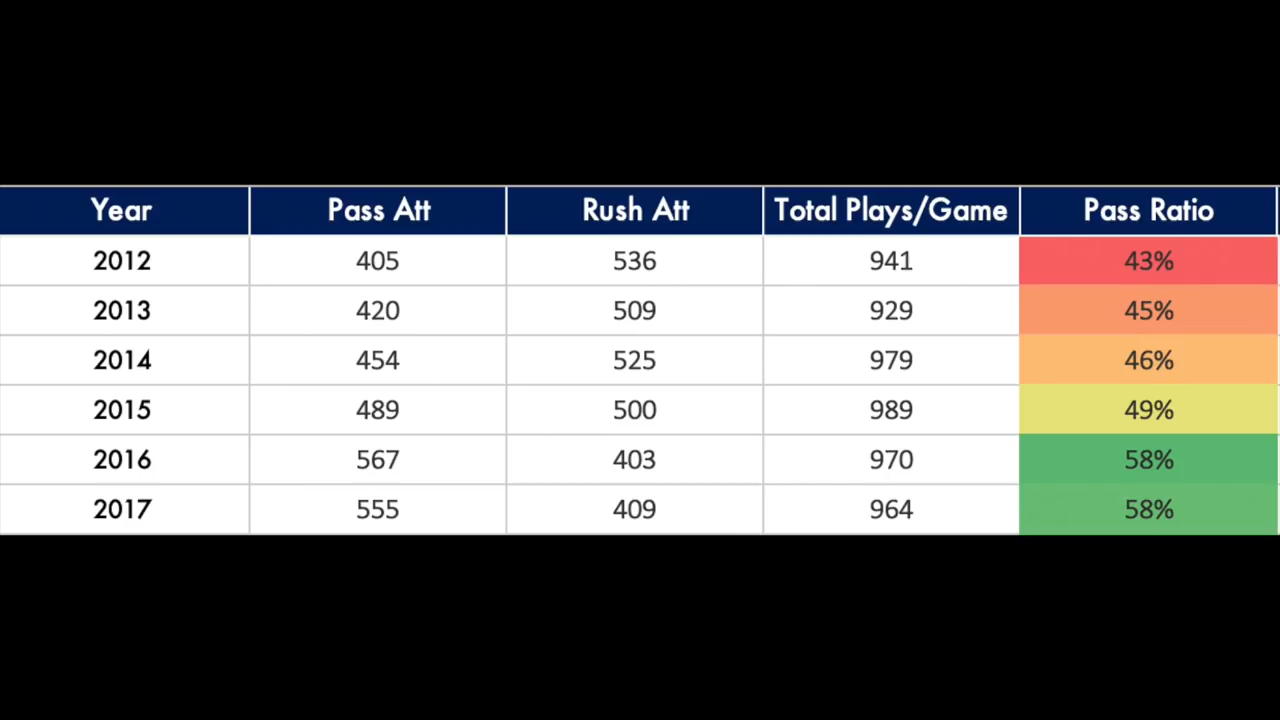 Year Pass Att Rush Att Total Plays/Game Pass Ratio
2012 405 536 941 43%
2013 420 509 929 45%
2014 454 525 979 46%
2015 489 500 989 49%
2016 567 403 970 58%
2017 555 409 964 58%